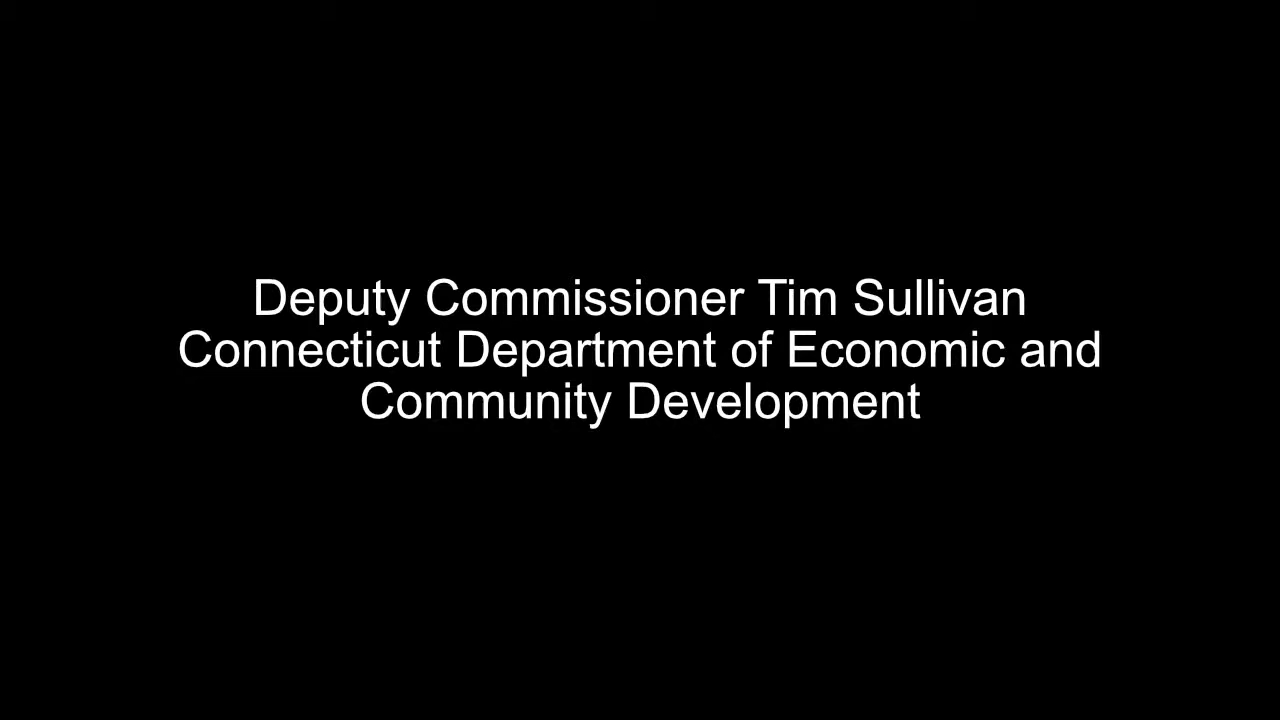 Deputy Commissioner Tim Sullivan
Connecticut Department of Economic and
Community Development